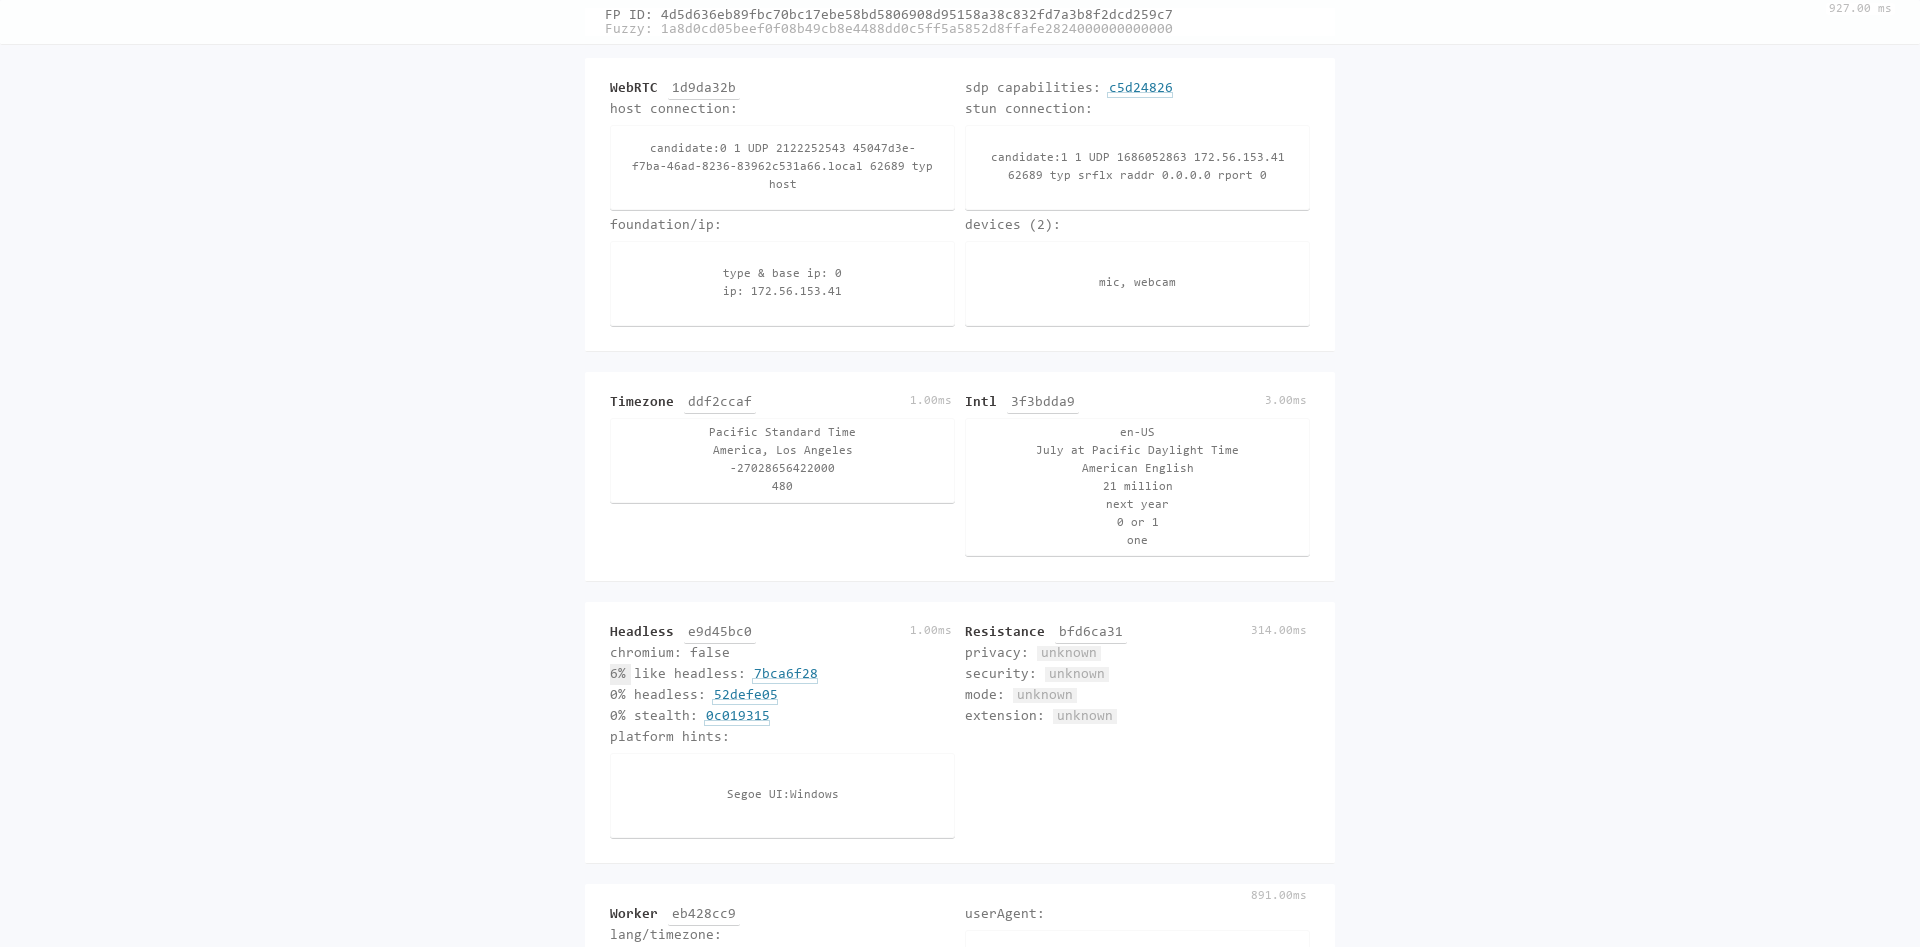 FP ID: 4d5d636eb89fbc70bc17ebe58bd5806908d95158a38c832fd7a3b8f2dcd259c7
927.00 ms
Fuzzy: 1a8d0cd05beef0f08b49cb8e4488dd0c5ff5a5852d8ffafe2824000000000000
WebRTC 1d9da32b
host connection:
candidate:0 1 UDP 2122252543 45047d3e-
f7ba-46ad-8236-83962c531a66.local 62689 typ
host
foundation/ip:
type & base ip: 0
ip: 172.56.153.41
sdp capabilities: c5d24826
stun connection:
candidate:1 1 UDP 1686052863 172.56.153.41
62689 typ srflx raddr 0.0.0.0 rport 0
devices (2):
mic, webcam
Timezone ddf2ccaf 1.00ms
Pacific Standard Time
America, Los Angeles
-27028656422000
480
Intl 3f3bdda9 3.00ms
en-US
July at Pacific Daylight Time
American English
21 million
next year
0 or 1
one
Headless e9d45bc0 1.00ms
chromium: false
6% like headless: 7bca6f28
0% headless: 52defe05
0% stealth: 0c019315
platform hints:
Segoe UI:Windows
Resistance bfd6ca31 314.00ms
privacy: unknown
security: unknown
mode: unknown
extension: unknown
891.00ms
Worker eb428cc9
lang/timezone:
userAgent: